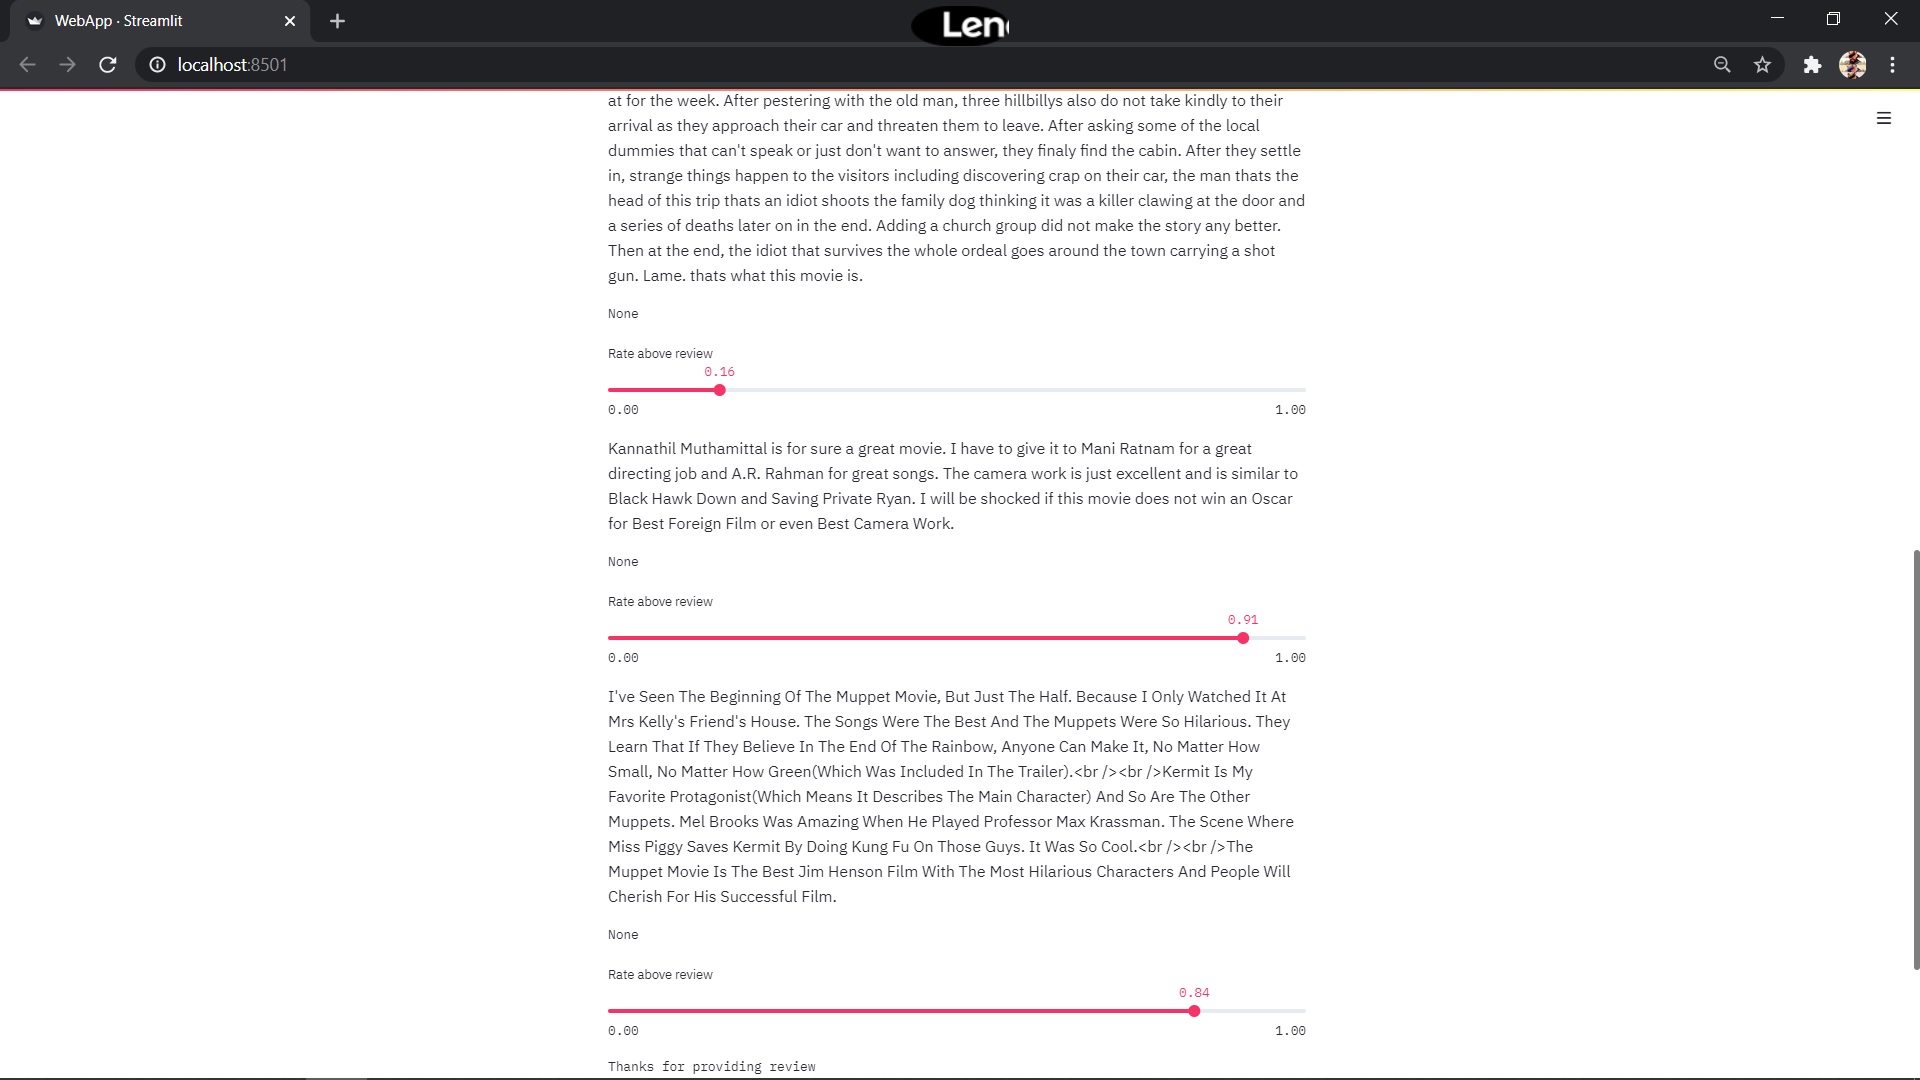 WebApp · Streamlit
Len
localhost:8501
at for the week. After pestering with the old man, three hillbillys also do not take kindly to their
arrival as they approach their car and threaten them to leave. After asking some of the local
dummies that can't speak or just don't want to answer, they finaly find the cabin. After they settle
in, strange things happen to the visitors including discovering crap on their car, the man thats the
head of this trip thats an idiot shoots the family dog thinking it was a killer clawing at the door and
a series of deaths later on in the end. Adding a church group did not make the story any better.
Then at the end, the idiot that survives the whole ordeal goes around the town carrying a shot
gun. Lame. thats what this movie is.
None
Rate above review
0.16
0.00 1.00
Kannathil Muthamittal is for sure a great movie. I have to give it to Mani Ratnam for a great
directing job and A.R. Rahman for great songs. The camera work is just excellent and is similar to
Black Hawk Down and Saving Private Ryan. I will be shocked if this movie does not win an Oscar
for Best Foreign Film or even Best Camera Work.
None
Rate above review
0.91
0.00 1.00
I've Seen The Beginning Of The Muppet Movie, But Just The Half. Because I Only Watched It At
Mrs Kelly's Friend's House. The Songs Were The Best And The Muppets Were So Hilarious. They
Learn That If They Believe In The End Of The Rainbow, Anyone Can Make It, No Matter How
Small, No Matter How Green(Which Was Included In The Trailer).<br /><br />Kermit Is My
Favorite Protagonist(Which Means It Describes The Main Character) And So Are The Other
Muppets. Mel Brooks Was Amazing When He Played Professor Max Krassman. The Scene Where
Miss Piggy Saves Kermit By Doing Kung Fu On Those Guys. It Was So Cool.<br /><br />The
Muppet Movie Is The Best Jim Henson Film With The Most Hilarious Characters And People Will
Cherish For His Successful Film.
None
Rate above review
0.84
0.00 1.00
Thanks for providing review